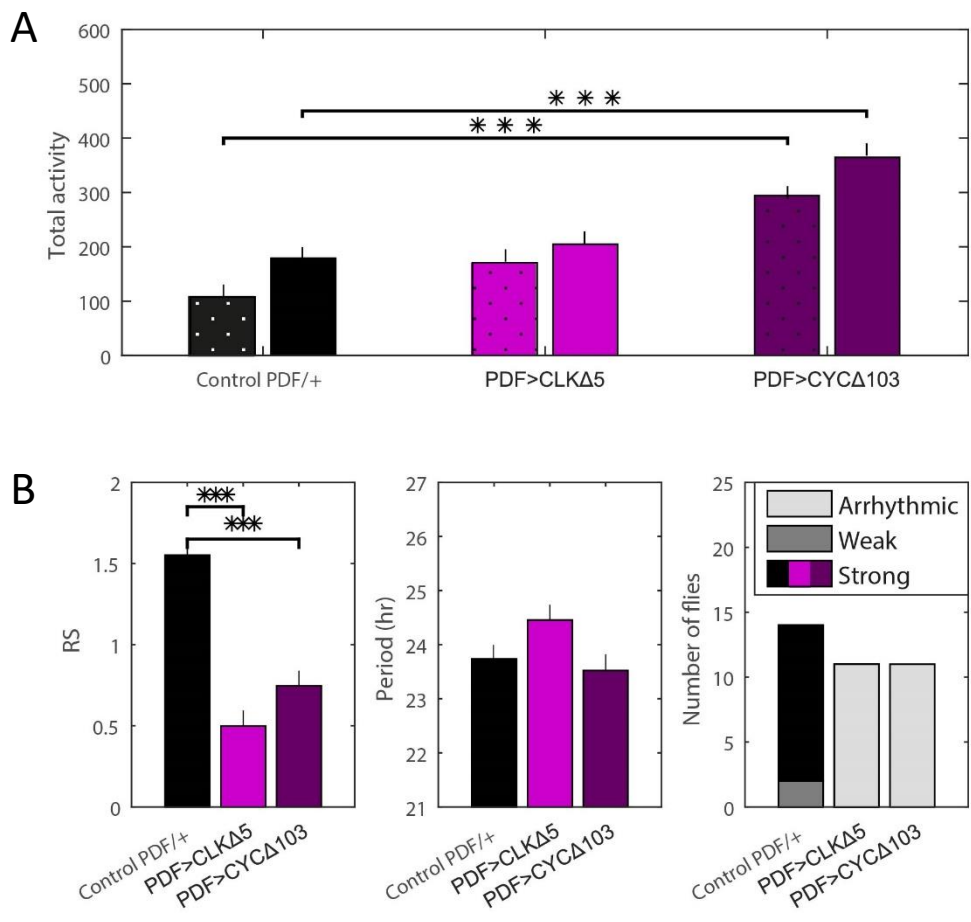 A
600
500
400
300
200
100
0
Total activity
✳ ✳ ✳
✳ ✳ ✳
Control PDF/+
PDF>CLKΔ5
PDF>CYCΔ103
B
2
1.5
1
0.5
0
RS
✳✳✳
✳✳✳
Control PDF/+
PDF>CLKΔ5
PDF>CYCΔ103
27
26
25
24
23
22
21
Period (hr)
Control PDF/+
PDF>CLKΔ5
PDF>CYCΔ103
25
20
15
10
5
0
Number of flies
Arrhythmic
Weak
Strong
Control PDF/+
PDF>CLKΔ5
PDF>CYCΔ103